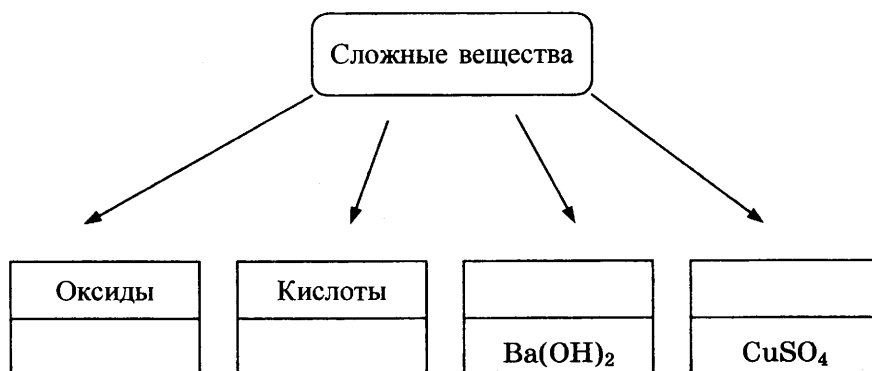 Сложные вещества
Оксиды
Кислоты
Ba(OH)₂
CuSO₄